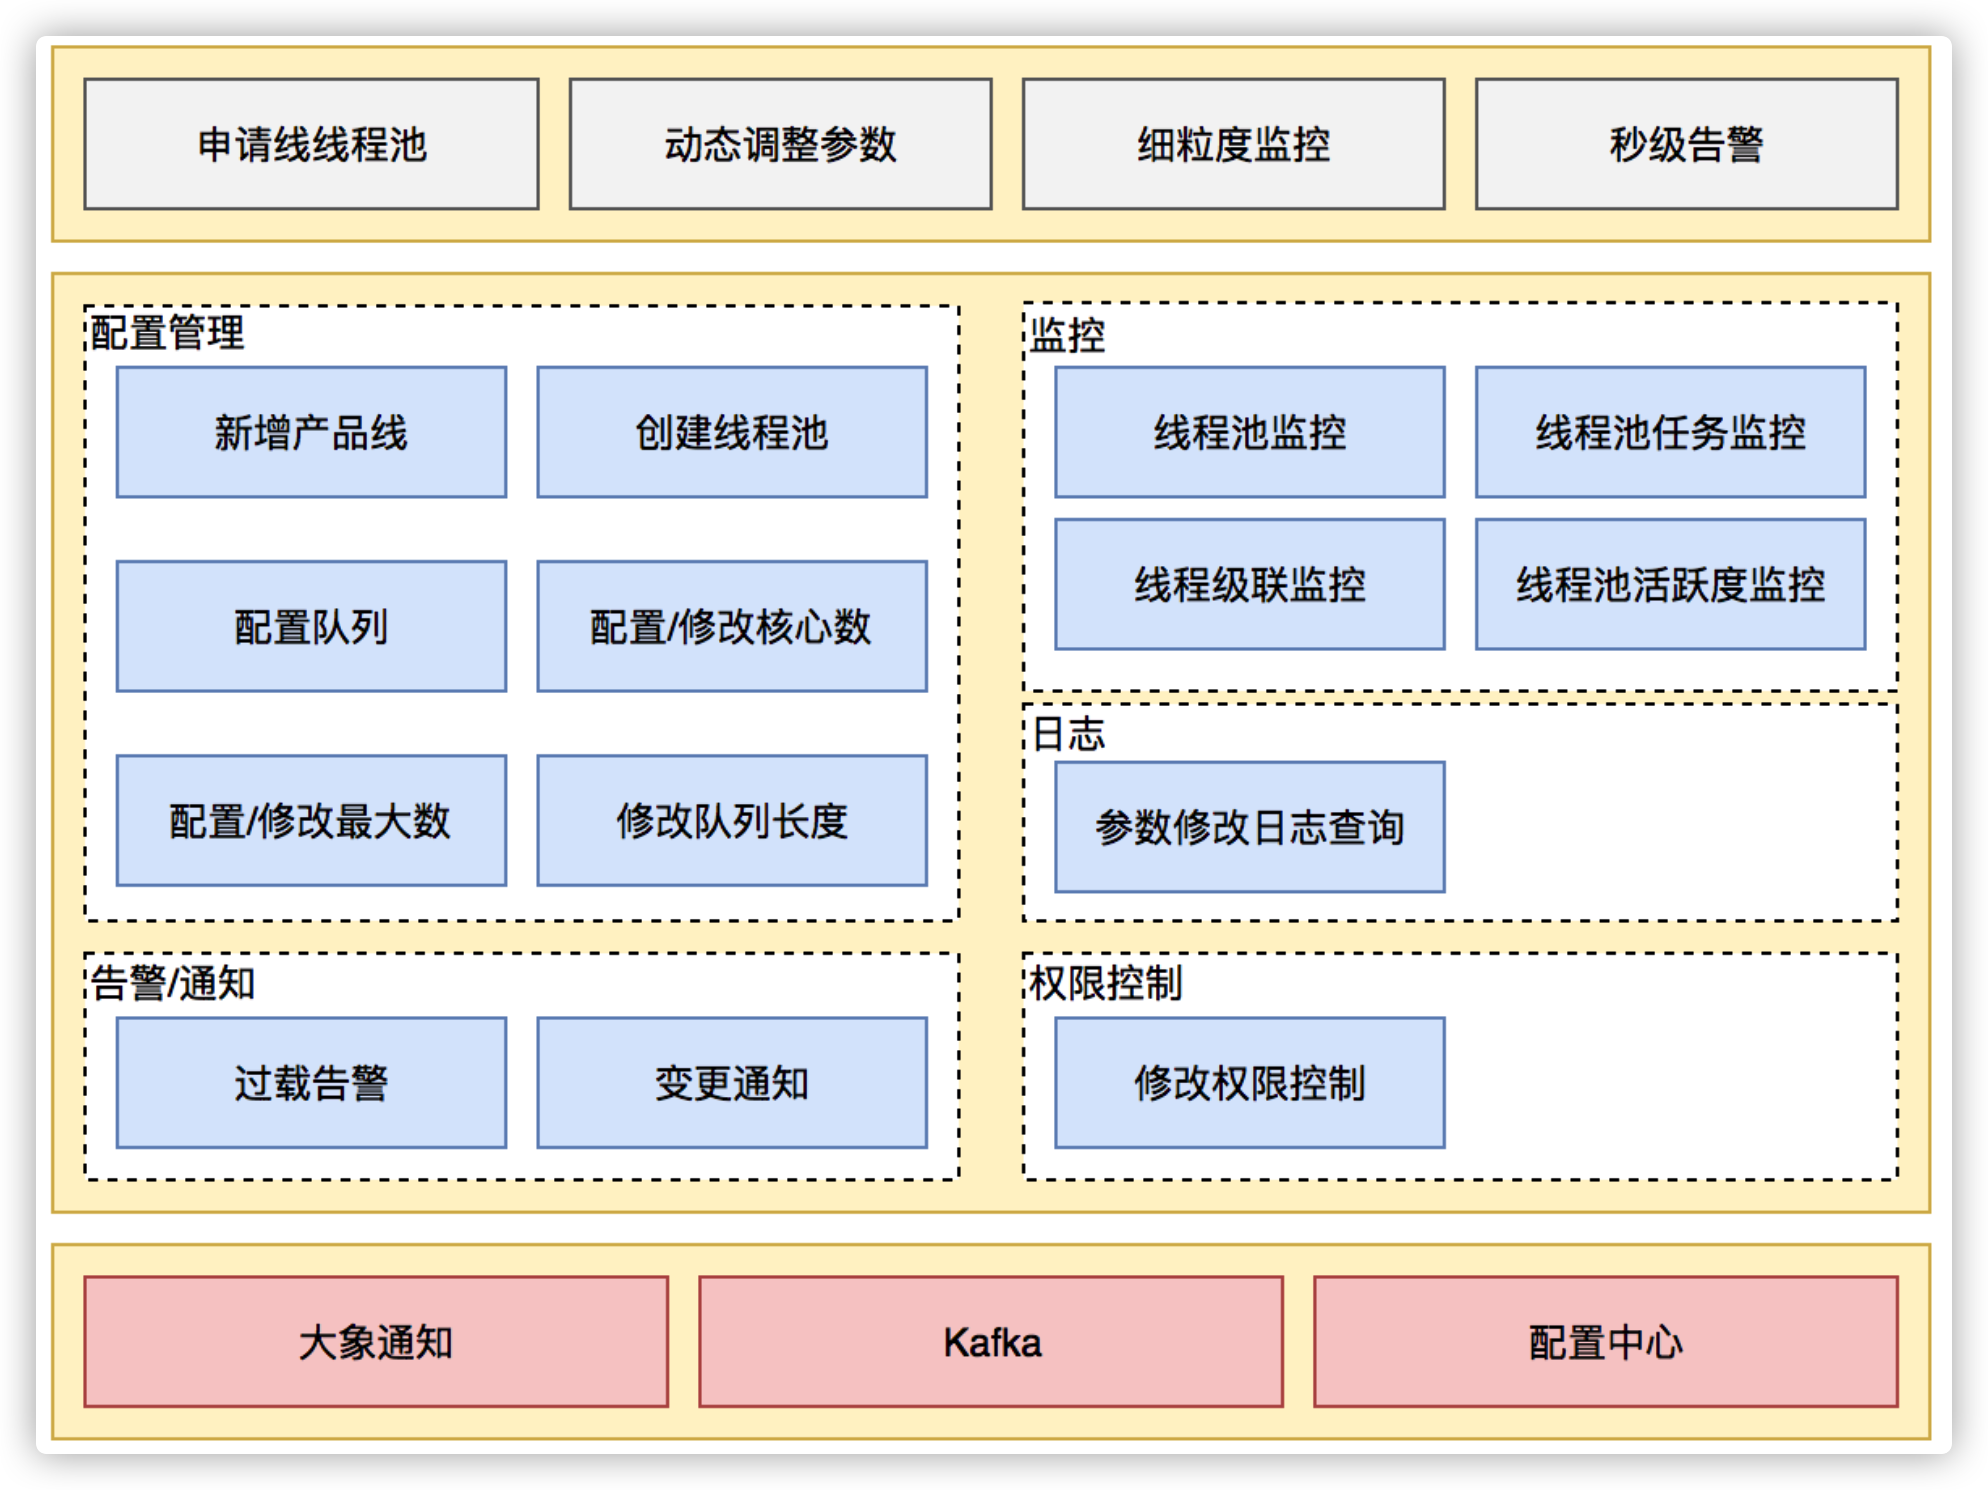 申请线线程池
动态调整参数
细粒度监控
秒级告警
配置管理
新增产品线
创建线程池
配置队列
配置/修改核心数
配置/修改最大数
修改队列长度
监控
线程池监控
线程池任务监控
线程级联监控
线程池活跃度监控
日志
参数修改日志查询
告警/通知
过载告警
变更通知
权限控制
修改权限控制
大象通知
Kafka
配置中心